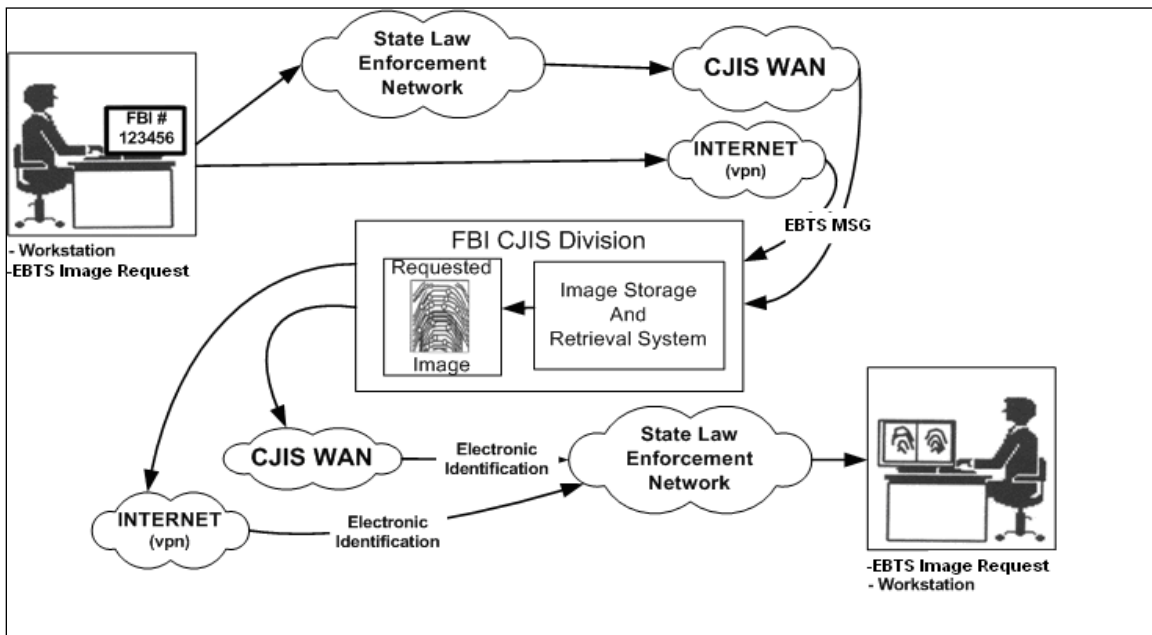 State Law
Enforcement
Network
CJIS WAN
FBI #
123456
INTERNET
(vpn)
EBTS MSG
- Workstation
-EBTS Image Request
FBI CJIS Division
Requested
Image
Image Storage
And
Retrieval System
CJIS WAN
Electronic
Identification
State Law
Enforcement
Network
INTERNET
(vpn)
Electronic
Identification
-EBTS Image Request
- Workstation